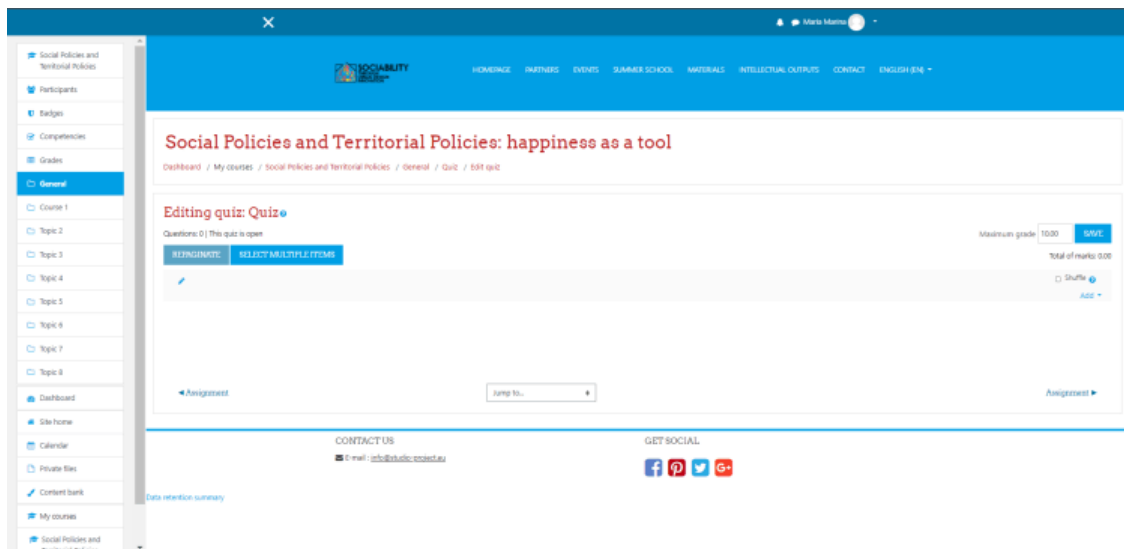 Maria Marina
Social Policies and
Territorial Policies
Participants
Badges
Competencies
Grades
General
Course 1
Topic 2
Topic 3
Topic 4
Topic 5
Topic 6
Topic 7
Topic 8
Dashboard
Site home
Calendar
Private files
Content bank
My courses
Social Policies and
SOCIABILITY
HOMEPAGE PARTNERS EVENTS SUMMER SCHOOL MATERIALS INTELLECTUAL OUTPUTS CONTACT ENGLISH (EN)
Social Policies and Territorial Policies: happiness as a tool
Dashboard / My courses / Social Policies and Territorial Policies / General / Quiz / Edit quiz
Editing quiz: Quiz
Questions: 0 | This quiz is open
Maximum grade 10.00 SAVE
REPAGINATE SELECT MULTIPLE ITEMS
Total of marks: 0.00
Shuffle
Add
Assignment
Jump to...
Assignment
CONTACT US
E-mail : info@studio-project.eu
GET SOCIAL
Data retention summary